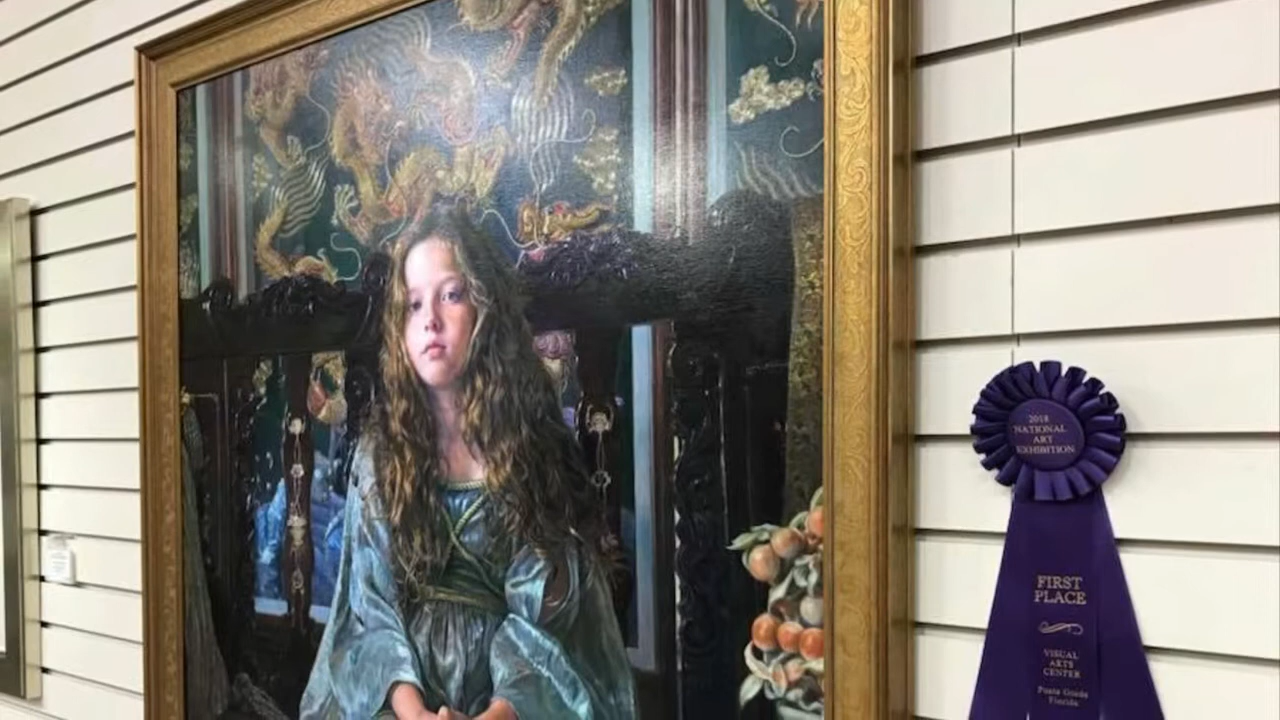 2018
NATIONAL
ART
EXHIBITION
FIRST
PLACE
VISUAL
ARTS
CENTER
Punta Gorda
Florida